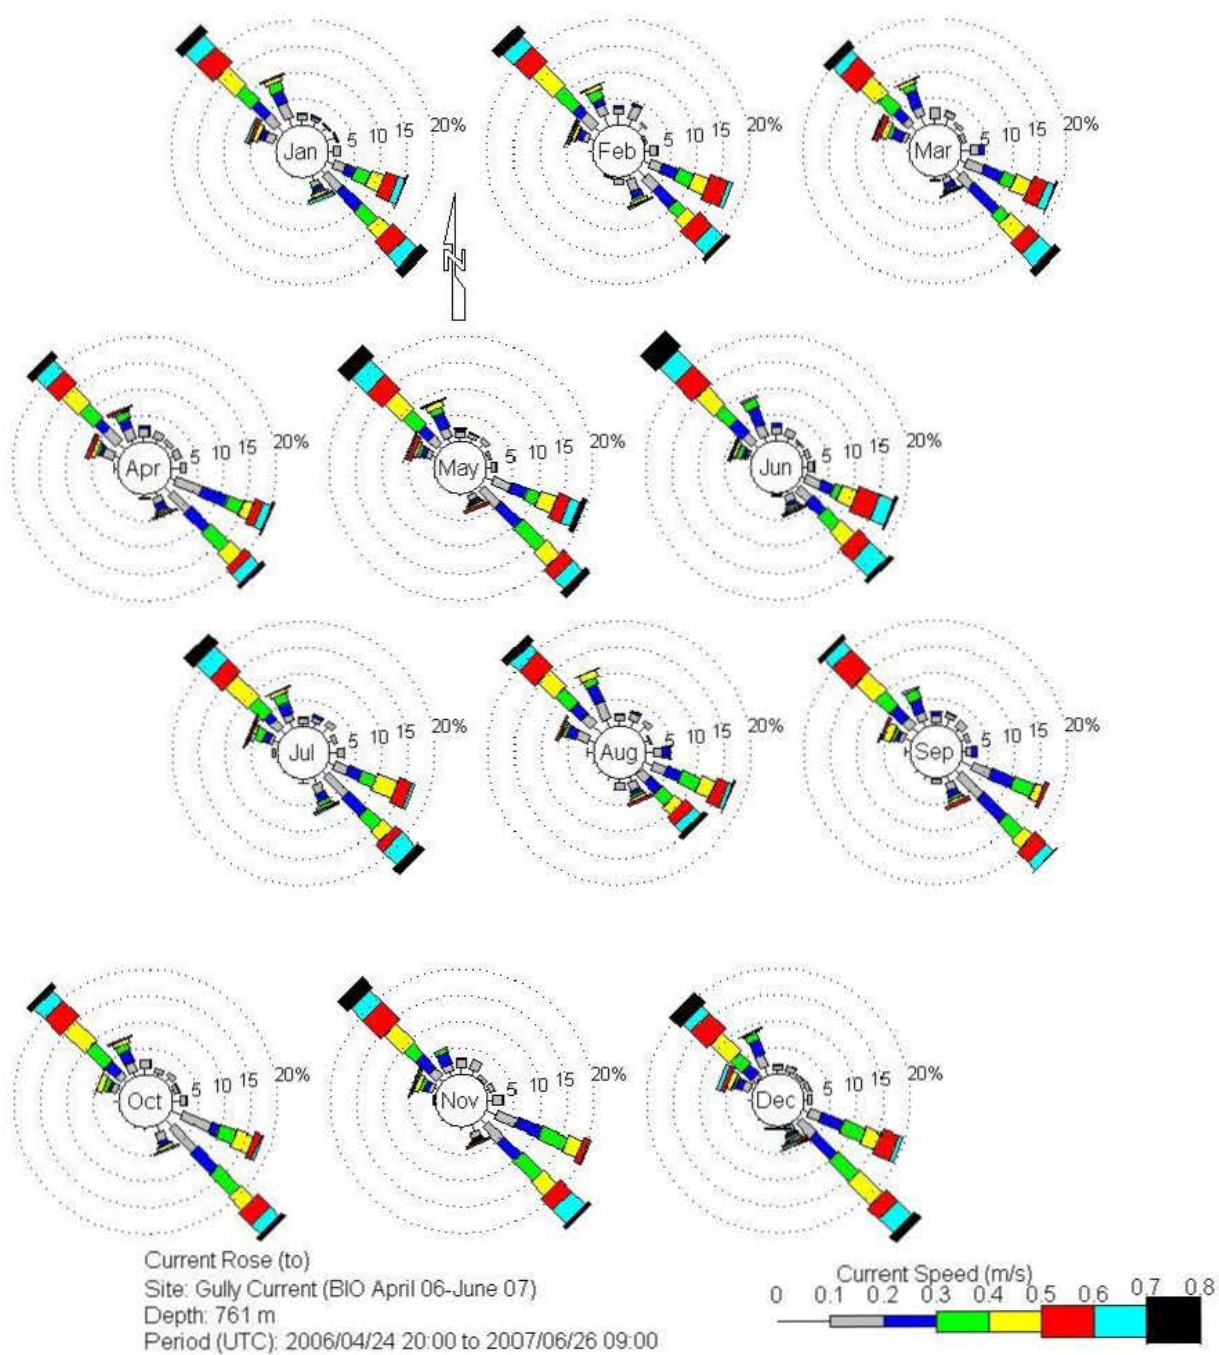 20%
15
10
5
Jan
20%
15
10
5
Feb
20%
15
10
5
Mar
N
20%
15
10
5
Apr
20%
15
10
5
May
20%
15
10
5
Jun
20%
15
10
5
Jul
20%
15
10
5
Aug
20%
15
10
5
Sep
20%
15
10
5
Oct
20%
15
10
5
Nov
20%
15
10
5
Dec
Current Rose (to)
Site: Gully Current (BIO April 06-June 07)
Depth: 761 m
Period (UTC): 2006/04/24 20:00 to 2007/06/26 09:00
Current Speed (m/s)
0 0.1 0.2 0.3 0.4 0.5 0.6 0.7 0.8